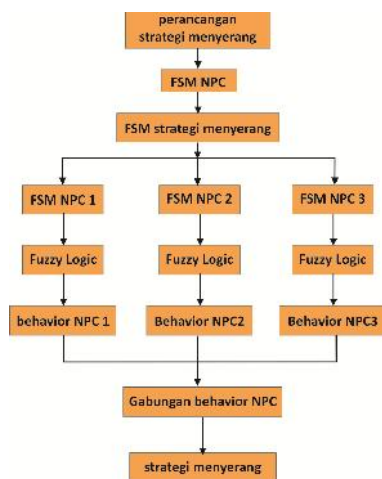 perancangan
strategi menyerang
FSM NPC
FSM strategi menyerang
FSM NPC 1
FSM NPC 2
FSM NPC 3
Fuzzy Logic
Fuzzy Logic
Fuzzy Logic
behavior NPC 1
Behavior NPC2
Behavior NPC3
Gabungan behavior NPC
strategi menyerang